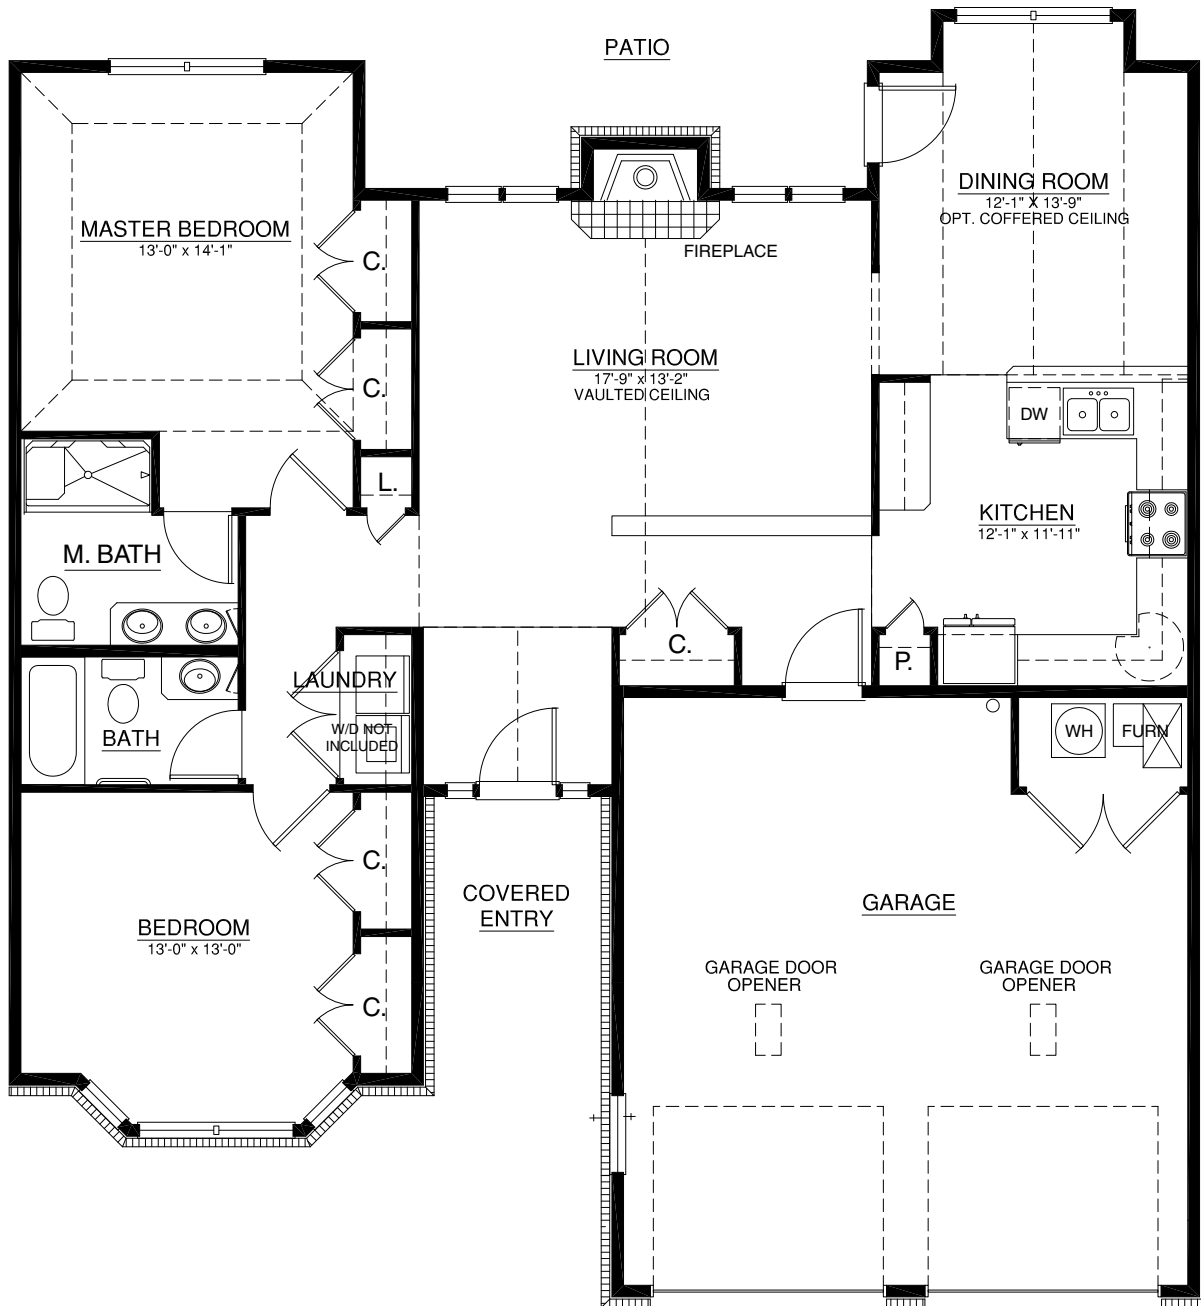 PATIO
MASTER BEDROOM
13'-0" x 14'-1"
DINING ROOM
12'-1" X 13'-9"
OPT. COFFERED CEILING
FIREPLACE
C.
LIVING ROOM
17'-9" x 13'-2"
VAULTED CEILING
C.
DW
L.
KITCHEN
12'-1" x 11'-11"
M. BATH
C.
P.
LAUNDRY
W/D NOT
INCLUDED
BATH
WH
FURN
C.
COVERED
ENTRY
GARAGE
BEDROOM
13'-0" x 13'-0"
GARAGE DOOR
OPENER
GARAGE DOOR
OPENER
C.